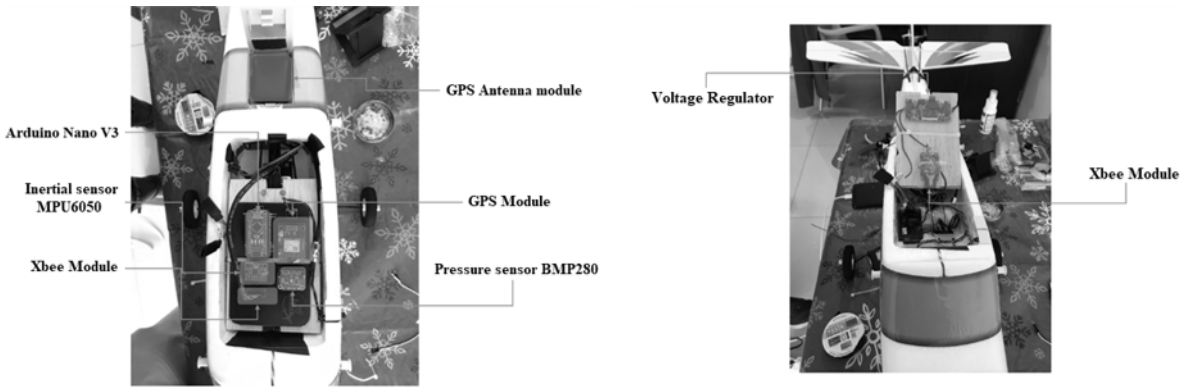 GPS Antenna module
Arduino Nano V3
Inertial sensor
MPU6050
GPS Module
Xbee Module
Pressure sensor BMP280
Voltage Regulator
Xbee Module